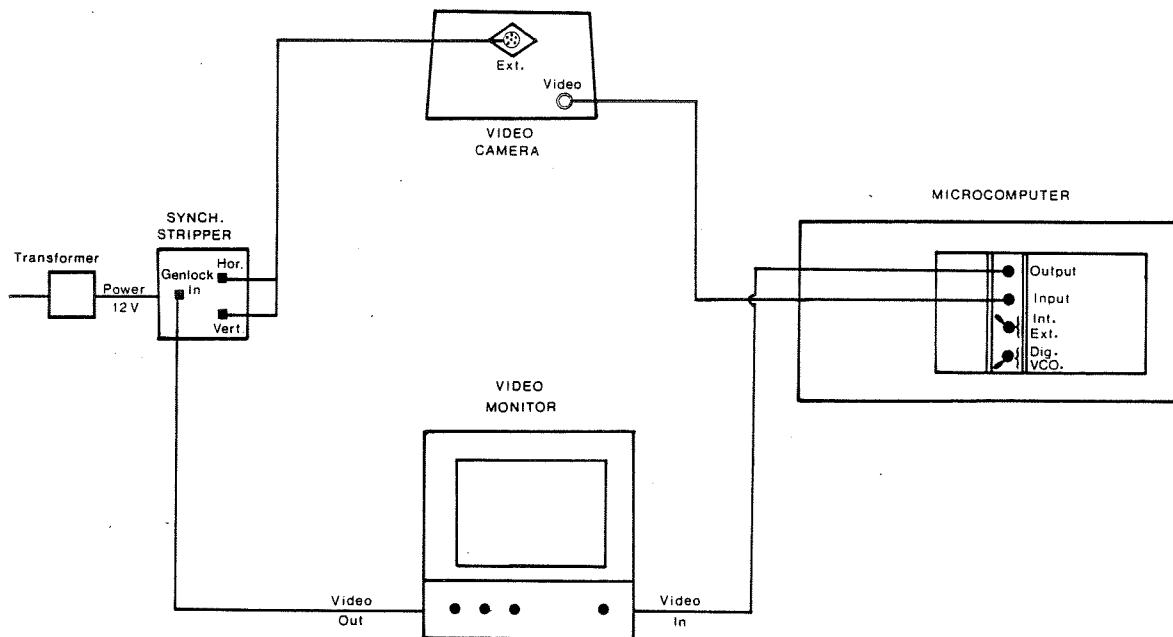 Ext.
Video
VIDEO
CAMERA
MICROCOMPUTER
SYNCH.
STRIPPER
Transformer
Hor.
Genlock
In
Power
12V
Vert.
Output
Input
Int.
Ext.
Dig.
VCO.
VIDEO
MONITOR
Video
Out
Video
In